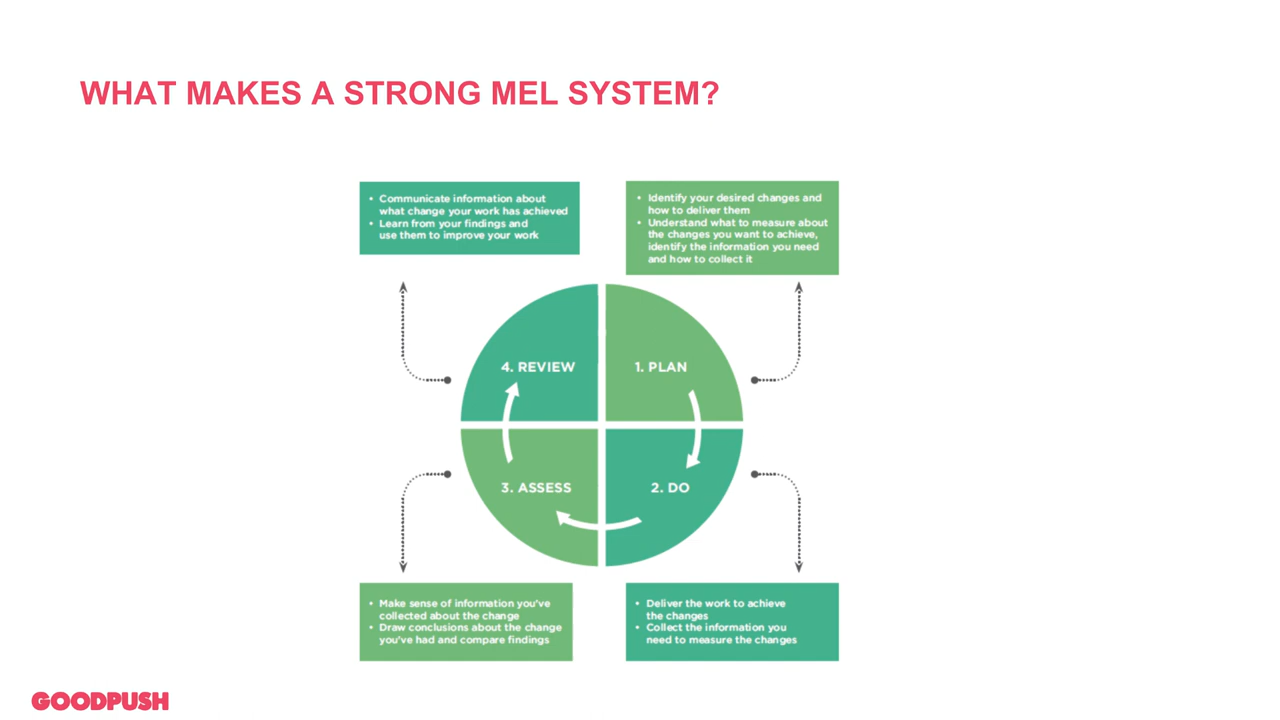 WHAT MAKES A STRONG MEL SYSTEM?
• Communicate information about
what change your work has achieved
• Learn from your findings and
use them to improve your work
• Identify your desired changes and
how to deliver them
• Understand what to measure about
the changes you want to achieve,
identify the information you need
and how to collect it
4. REVIEW
1. PLAN
3. ASSESS
2. DO
• Make sense of information you've
collected about the change
• Draw conclusions about the change
you've had and compare findings
• Deliver the work to achieve
the changes
• Collect the information you
need to measure the changes
GOODPUSH